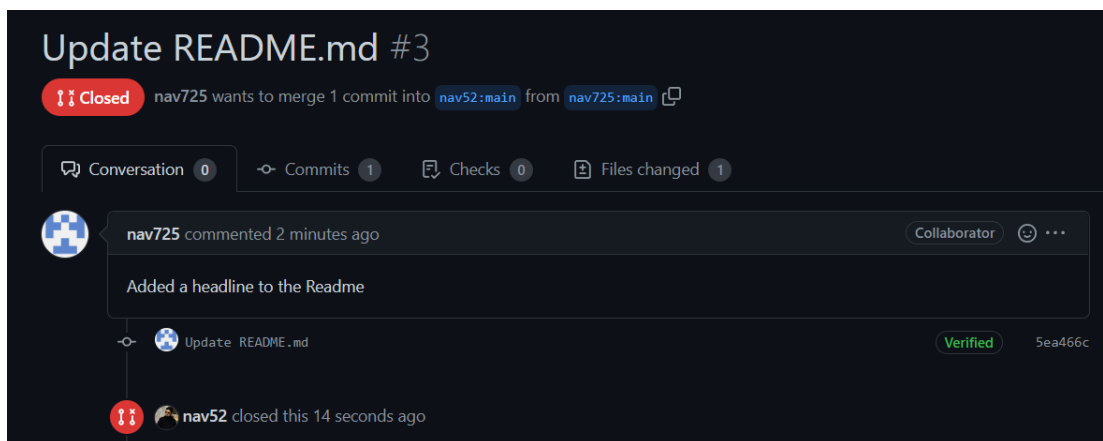 Update README.md #3
Closed nav725 wants to merge 1 commit into nav52:main from nav725:main
Conversation 0 Commits 1 Checks 0 Files changed 1
nav725 commented 2 minutes ago Collaborator
Added a headline to the Readme
Update README.md Verified 5ea466c
nav52 closed this 14 seconds ago